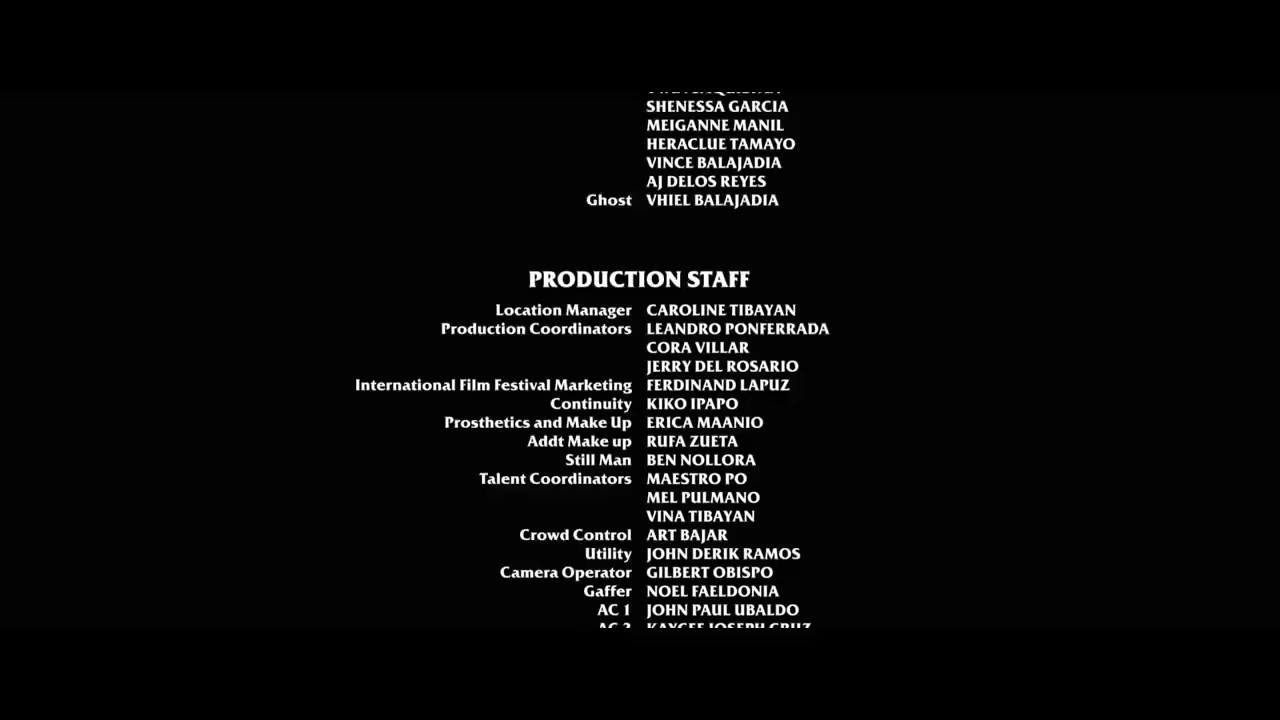 SHENESSA GARCIA
MEIGANNE MANIL
HERACLUE TAMAYO
VINCE BALAJADIA
AJ DELOS REYES
Ghost VHIEL BALAJADIA
PRODUCTION STAFF
Location Manager CAROLINE TIBAYAN
Production Coordinators LEANDRO PONFERRADA
CORA VILLAR
JERRY DEL ROSARIO
International Film Festival Marketing FERDINAND LAPUZ
Continuity KIKO IPAPO
Prosthetics and Make Up ERICA MAANIO
Addt Make up RUFA ZUETA
Still Man BEN NOLLORA
Talent Coordinators MAESTRO PO
MEL PULMANO
VINA TIBAYAN
Crowd Control ART BAJAR
Utility JOHN DERIK RAMOS
Camera Operator GILBERT OBISPO
Gaffer NOEL FAELDONIA
AC 1 JOHN PAUL UBALDO